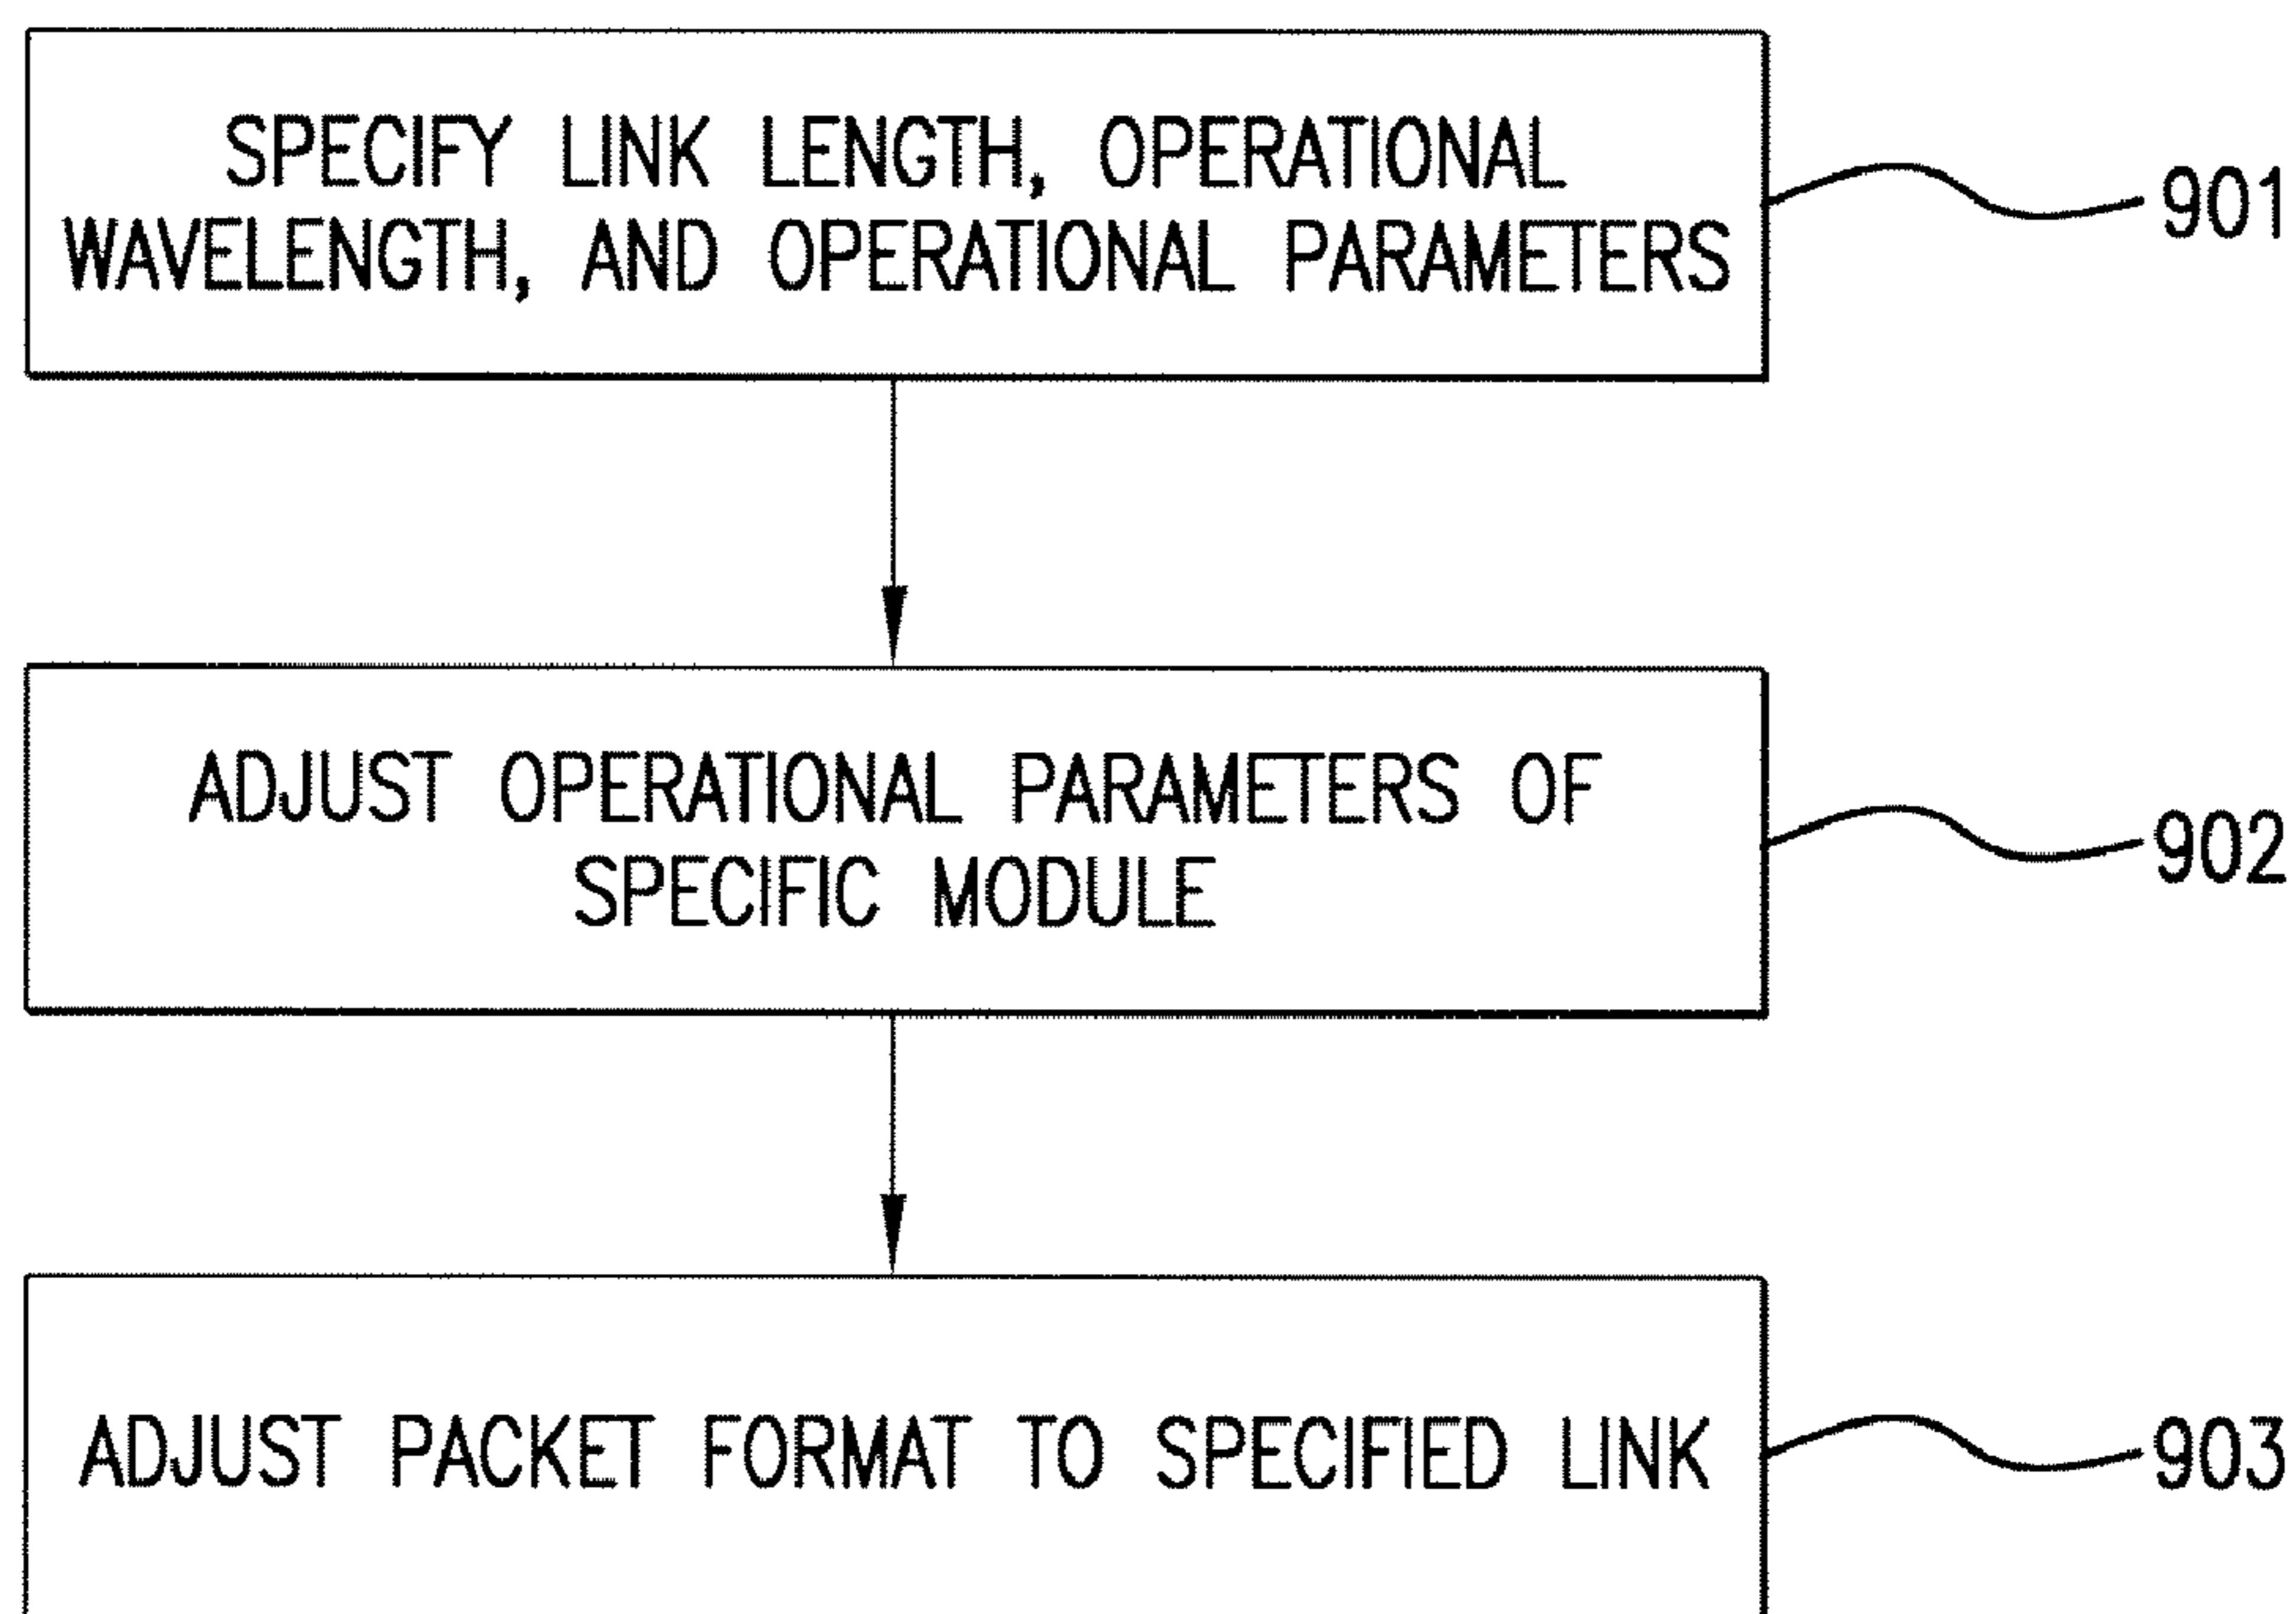 SPECIFY LINK LENGTH, OPERATIONAL
WAVELENGTH, AND OPERATIONAL PARAMETERS
901
ADJUST OPERATIONAL PARAMETERS OF
SPECIFIC MODULE
902
ADJUST PACKET FORMAT TO SPECIFIED LINK
903